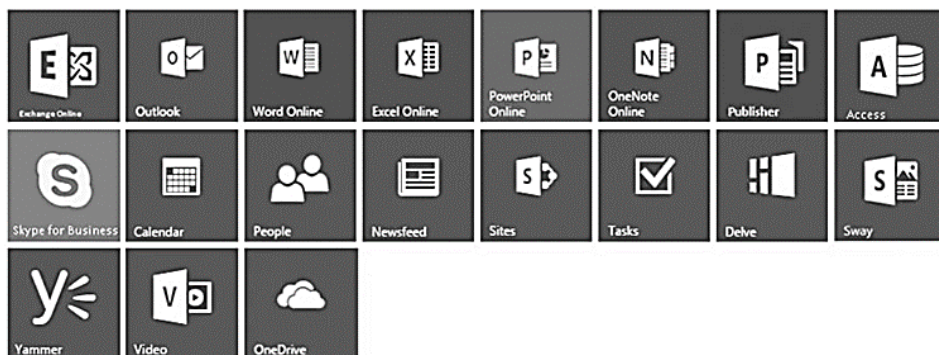 E
Exchange Online
O
Outlook
W
Word Online
X
Excel Online
P
PowerPoint
Online
N
OneNote
Online
P
Publisher
A
Access
S
Skype for Business
Calendar
People
Newsfeed
S
Sites
Tasks
Delve
S
Sway
Yammer
V
Video
OneDrive